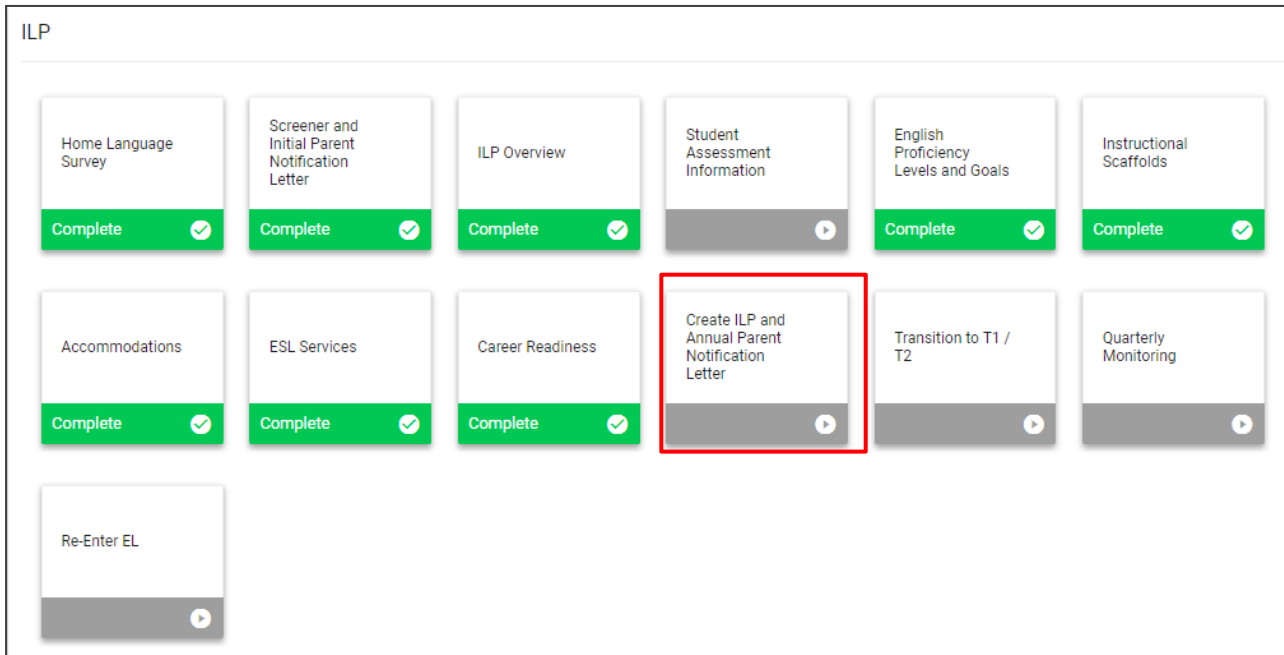 ILP
Home Language
Survey
Complete
Screener and
Initial Parent
Notification
Letter
Complete
ILP Overview
Complete
Student
Assessment
Information
English
Proficiency
Levels and Goals
Complete
Instructional
Scaffolds
Complete
Accommodations
Complete
ESL Services
Complete
Career Readiness
Complete
Create ILP and
Annual Parent
Notification
Letter
Transition to T1 /
T2
Quarterly
Monitoring
Re-Enter EL